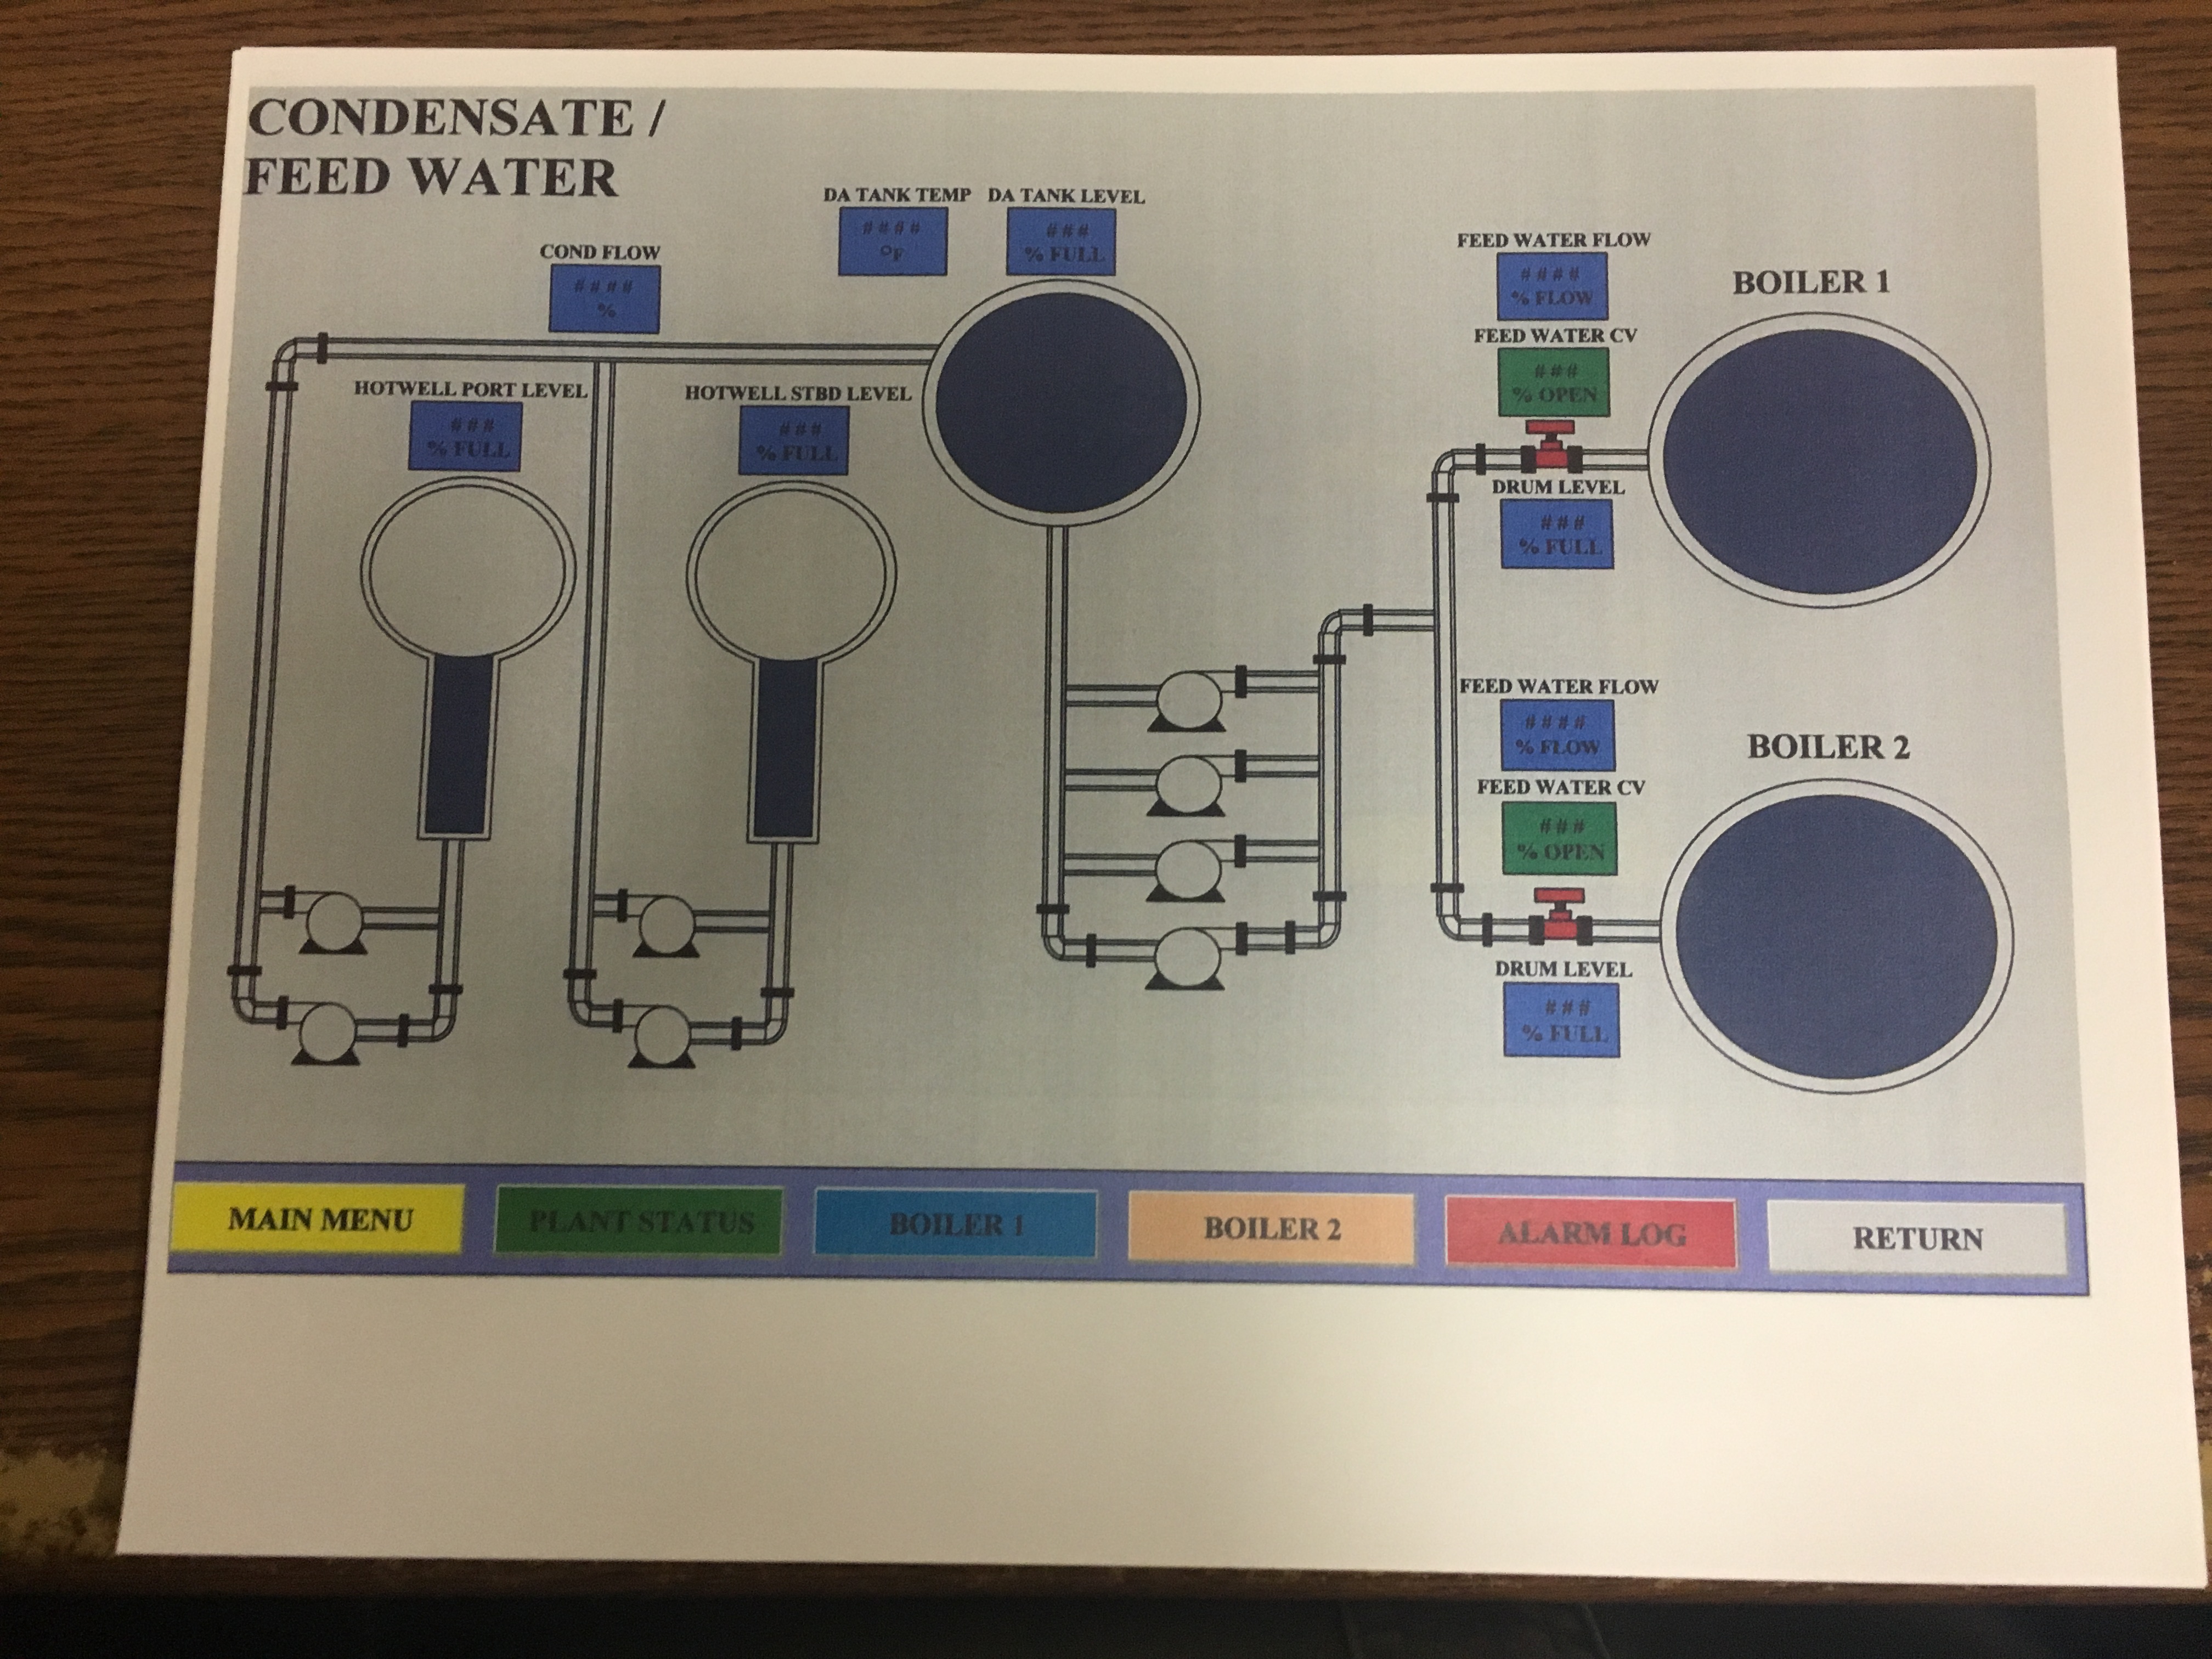 CONDENSATE /
FEED WATER
DA TANK TEMP
####
°F
DA TANK LEVEL
###
% FULL
COND FLOW
####
%
HOTWELL PORT LEVEL
###
% FULL
HOTWELL STBD LEVEL
###
% FULL
FEED WATER FLOW
####
% FLOW
FEED WATER CV
###
% OPEN
DRUM LEVEL
###
% FULL
BOILER 1
FEED WATER FLOW
####
% FLOW
FEED WATER CV
###
% OPEN
DRUM LEVEL
###
% FULL
BOILER 2
MAIN MENU
PLANT STATUS
BOILER 1
BOILER 2
ALARM LOG
RETURN